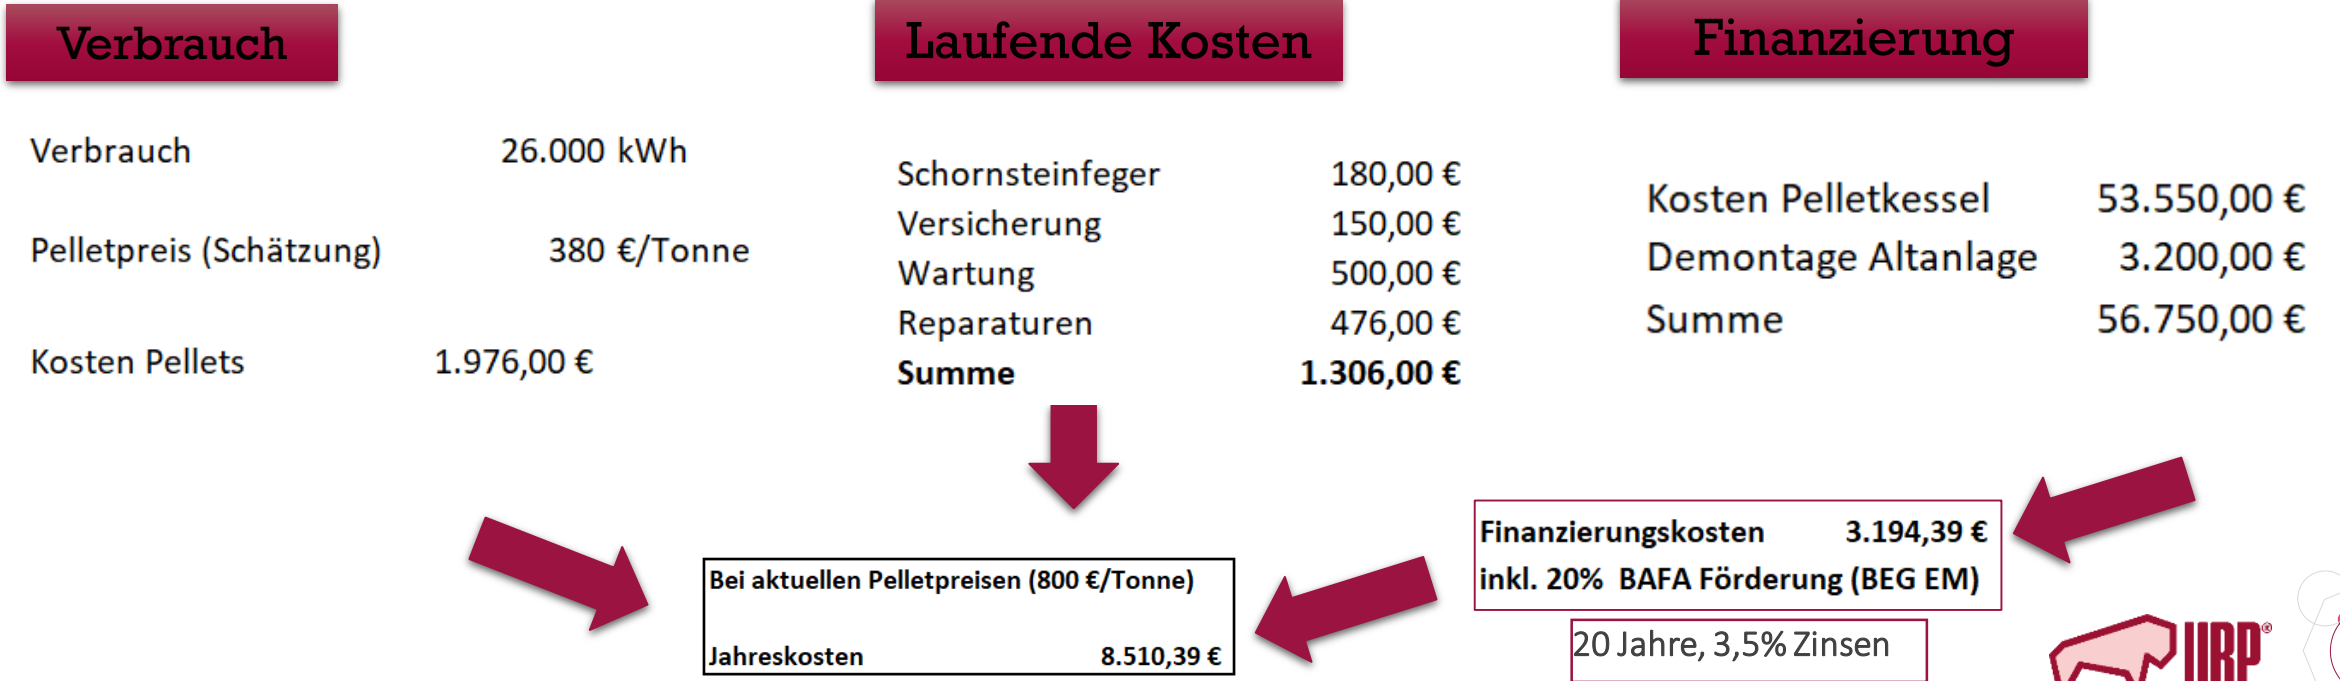 Verbrauch
Verbrauch 26.000 kWh
Pelletpreis (Schätzung) 380 €/Tonne
Kosten Pellets 1.976,00 €
Laufende Kosten
Schornsteinfeger 180,00 €
Versicherung 150,00 €
Wartung 500,00 €
Reparaturen 476,00 €
Summe 1.306,00 €
Finanzierung
Kosten Pelletkessel 53.550,00 €
Demontage Altanlage 3.200,00 €
Summe 56.750,00 €
Finanzierungskosten 3.194,39 €
inkl. 20% BAFA Förderung (BEG EM)
20 Jahre, 3,5% Zinsen
Bei aktuellen Pelletpreisen (800 €/Tonne)
Jahreskosten 8.510,39 €